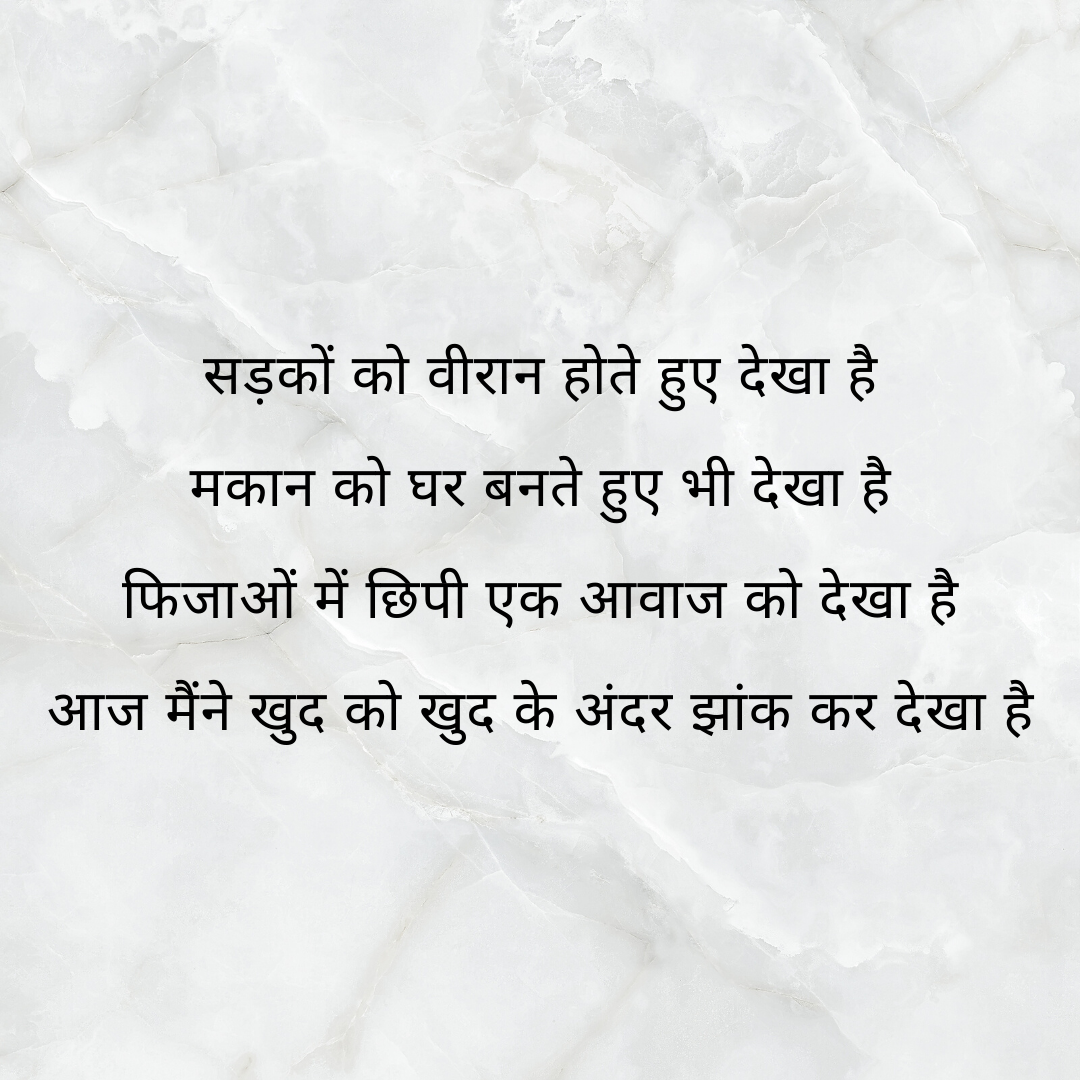 सड़कों को वीरान होते हुए देखा है
मकान को घर बनते हुए भी देखा है
फिजाओं में छिपी एक आवाज को देखा है
आज मैंने खुद को खुद के अंदर झांक कर देखा है